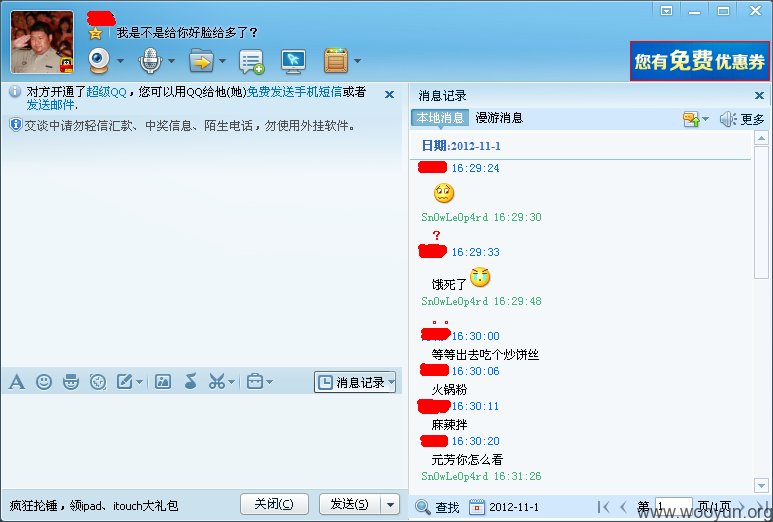 我是不是给你好脸给多了？
您有免费优惠券
对方开通了超级QQ，您可以用QQ给他(她)免费发送手机短信或者
发送邮件.
交谈中请勿轻信汇款、中奖信息、陌生电话，勿使用外挂软件。
消息记录
疯狂抡锤，领ipad、itouch大礼包
关闭(C)
发送(S)
消息记录
本地消息
漫游消息
更多
日期:2012-11-1
16:29:24
Sn0wLe0p4rd 16:29:30
?
16:29:33
饿死了
Sn0wLe0p4rd 16:29:48
。。
16:30:00
等等出去吃个炒饼丝
16:30:06
火锅粉
16:30:11
麻辣拌
16:30:20
元芳你怎么看
Sn0wLe0p4rd 16:31:26
查找
2012-11-1
第 1 页/1页
www.wooyun.org